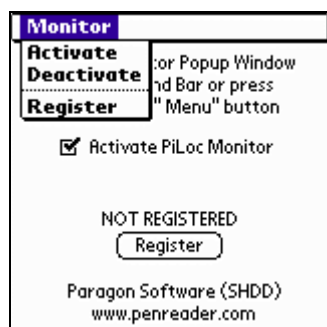 Monitor
Activate
Deactivate
Register
or Popup Window
nd Bar or press
" Menu" button
Activate PiLoc Monitor
NOT REGISTERED
Register
Paragon Software (SHDD)
www.penreader.com